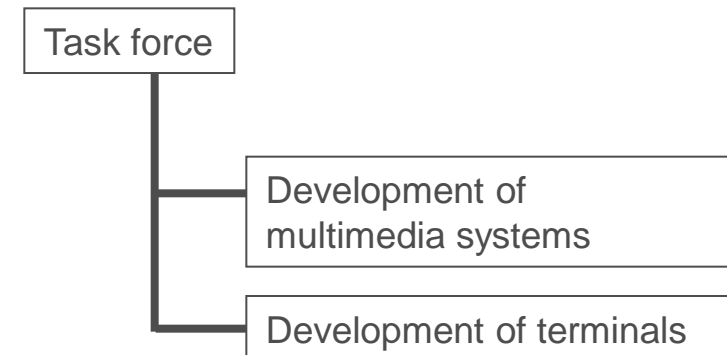 Task force
Development of
multimedia systems
Development of terminals